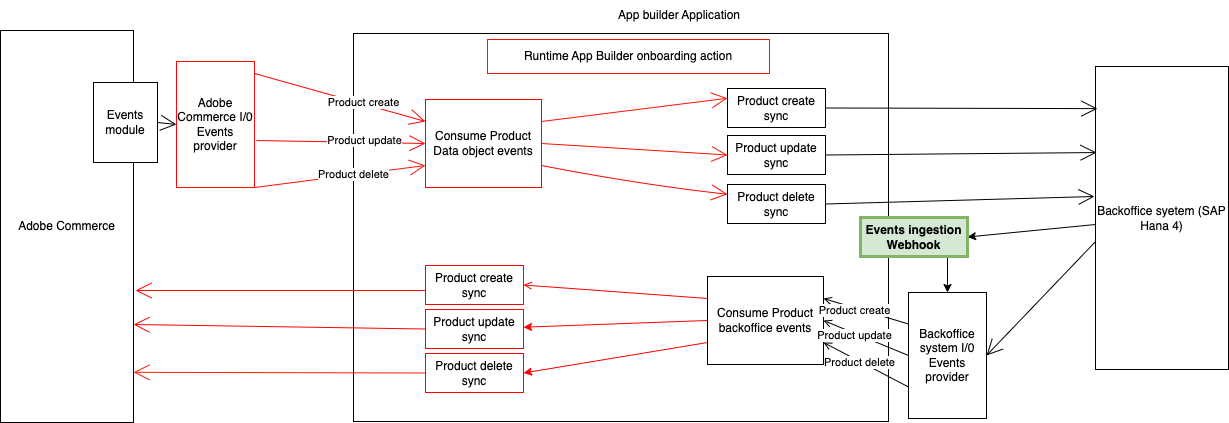 App builder Application
Runtime App Builder onboarding action
Events
module
Adobe
Commerce I/0
Events
provider
Product create
Product update
Product delete
Consume Product
Data object events
Product create
sync
Product update
sync
Product delete
sync
Adobe Commerce
Backoffice syetem (SAP
Hana 4)
Events ingestion
Webhook
Product create
sync
Product update
sync
Product delete
sync
Consume Product
backoffice events
Product create
Product update
Product delete
Backoffice
system I/0
Events
provider